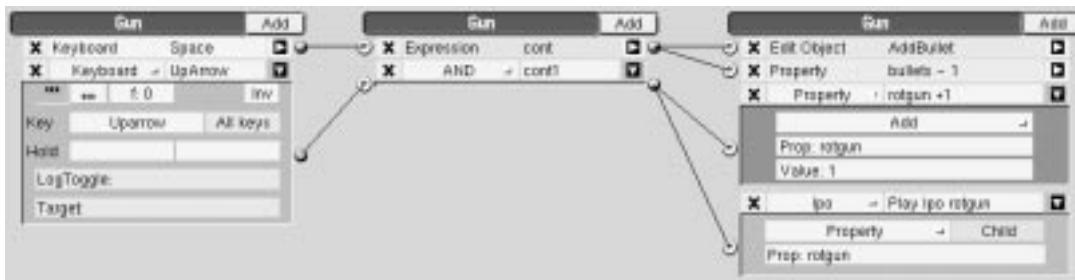 Gun Add
X Keyboard Space
X Keyboard UpArrow
f: 0 Inv
Key Uparrow All keys
Hold
LogToggle:
Target
Gun Add
X Expression cont
X AND cont1
Gun Add
X Edit Object AddBullet
X Property bullets - 1
X Property rotgun +1
Add
Prop: rotgun
Value: 1
X Ipo Play Ipo rotgun
Property Child
Prop: rotgun